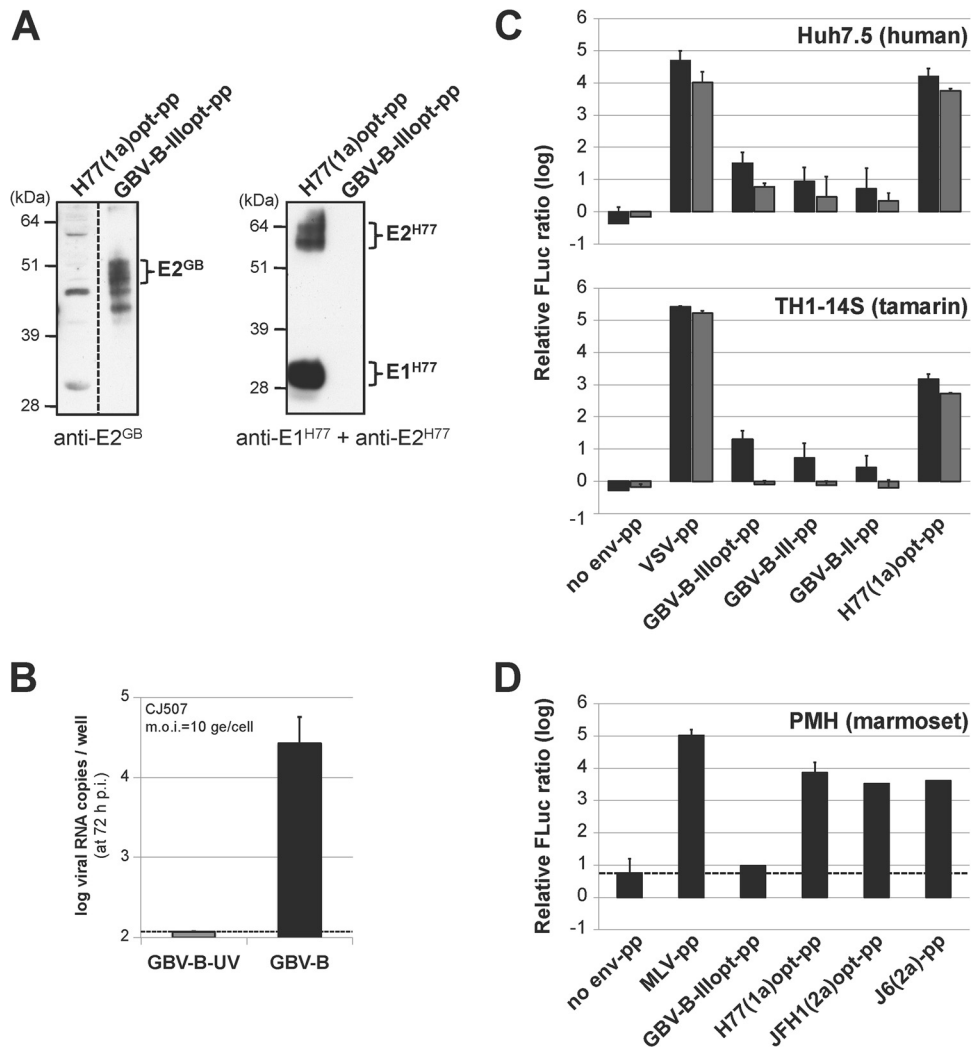 A
H77(1a)opt-pp
GBV-B-IIIopt-pp
(kDa)
64
51
39
28
E2GB
anti-E2GB
H77(1a)opt-pp
GBV-B-IIIopt-pp
(kDa)
64
51
39
28
E2H77
E1H77
anti-E1H77 + anti-E2H77
B
CJ507
m.o.i.=10 ge/cell
log viral RNA copies / well
(at 72 h p.i.)
5
4
3
2
GBV-B-UV
GBV-B
C
Huh7.5 (human)
Relative FLuc ratio (log)
6
5
4
3
2
1
0
-1
TH1-14S (tamarin)
6
5
4
3
2
1
0
-1
no env-pp
VSV-pp
GBV-B-IIIopt-pp
GBV-B-III-pp
GBV-B-II-pp
H77(1a)opt-pp
D
PMH (marmoset)
Relative FLuc ratio (log)
6
5
4
3
2
1
0
-1
no env-pp
MLV-pp
GBV-B-IIIopt-pp
H77(1a)opt-pp
JFH1(2a)opt-pp
J6(2a)-pp